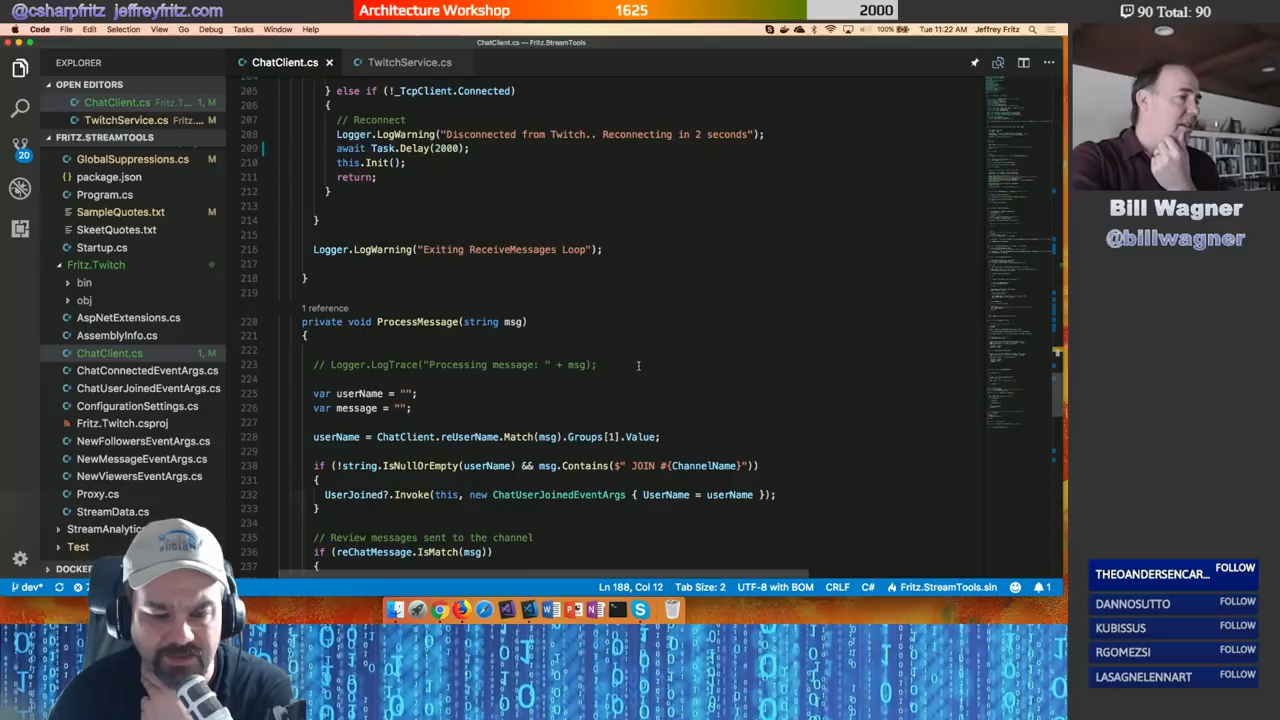 @csharpfritz jeffreyfritz.com
Architecture Workshop
1625
2000
90 Total: 90
Code File Edit Selection View Go Debug Tasks Window Help
100%
Tue 11:22 AM Jeffrey Fritz
ChatClient.cs — Fritz.StreamTools
EXPLORER
ChatClient.cs
TwitchService.cs
OPEN EDITORS
ChatClient.cs Fritz.T... 1, M
TwitchService.cs Fritz.... M
FRITZ.STREAMTOOLS
GlobalSuppressions.cs M
package.json
Program.cs
SampleQuotes.txt M
SkeetQuotes.txt
Startup.cs
Fritz.Twitch
bin
obj
AspNetExtensions.cs
ChatClient.cs 1, M
ChatConnectedEventArgs.cs
ChatUserJoinedEventArgs.cs
ConfigurationSettings.cs
Fritz.Twitch.csproj
NewFollowersEventArgs.cs
NewMessageEventArgs.cs
NewViewersEventArgs.cs
Proxy.cs
StreamData.cs
StreamAnalytic
Test
20
204
205 } else if (!_TcpClient.Connected)
206 {
207 // Reconnect
208 Logger.LogWarning("Disconnected from Twitch.. Reconnecting in 2 seconds");
209 await Task.Delay(2000);
210 this.Init();
211 return;
212 }
213
214 }
215
216 Logger.LogWarning("Exiting ReceiveMessages Loop");
217
218
219
reference
220 private void ProcessMessage(string msg)
221 {
222
223 // Logger.LogTrace("Processing message: " + msg);
224
225 var userName = "";
226 var message = "";
227
228 userName = ChatClient.reUserName.Match(msg).Groups[1].Value;
229
230 if (!string.IsNullOrEmpty(userName) && msg.Contains($" JOIN #{ChannelName}"))
231 {
232 UserJoined?.Invoke(this, new ChatUserJoinedEventArgs { UserName = userName });
233 }
234
235 // Review messages sent to the channel
236 if (reChatMessage.IsMatch(msg))
237 {
dev*
Ln 188, Col 12 Tab Size: 2 UTF-8 with BOM CRLF C# Fritz.StreamTools.sln 1
Bill Wagner
@billwagner
THEOANDERSENCAR... FOLLOW
DANNOSUTTO FOLLOW
KUBISSUS FOLLOW
RGOMEZSI FOLLOW
LASAGNELENNART FOLLOW